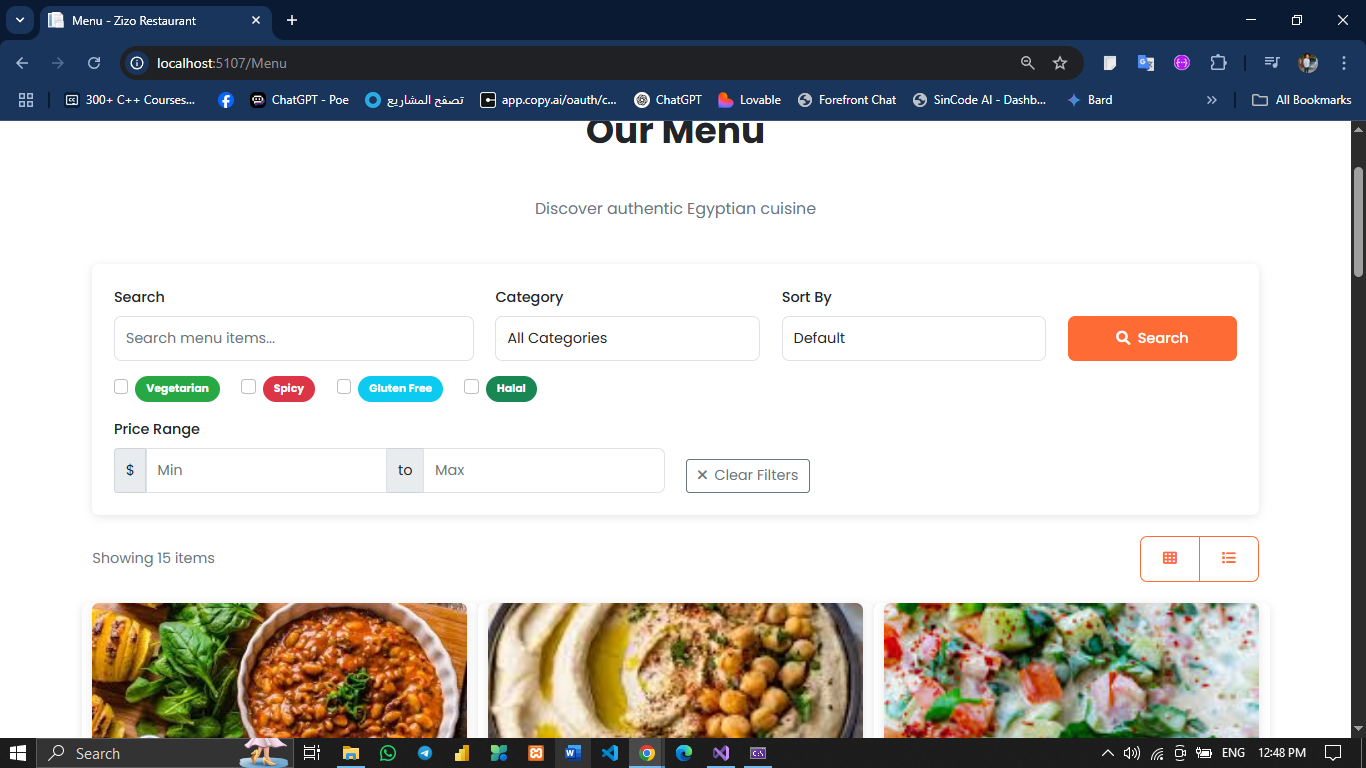 Menu - Zizo Restaurant
localhost:5107/Menu
300+ C++ Courses...
ChatGPT - Poe
تصفح المشاريع
app.copy.ai/oauth/c...
ChatGPT
Lovable
Forefront Chat
SinCode AI - Dashb...
Bard
All Bookmarks
Our Menu
Discover authentic Egyptian cuisine
Search
Category
Sort By
Search menu items...
All Categories
Default
Search
Vegetarian
Spicy
Gluten Free
Halal
Price Range
$
Min
to
Max
Clear Filters
Showing 15 items
Search
ENG
12:48 PM